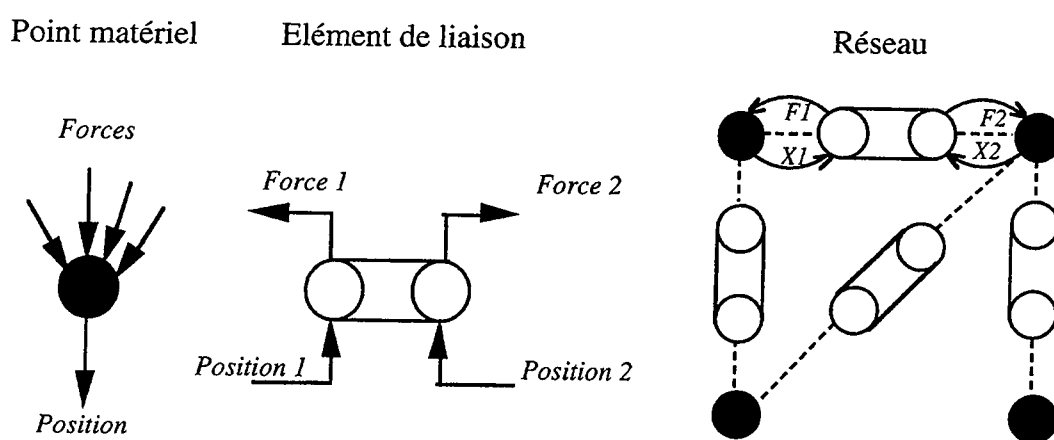 Point matériel
Elément de liaison
Réseau
Forces
Position
Force 1
Force 2
Position 1
Position 2
F1
F2
X1
X2